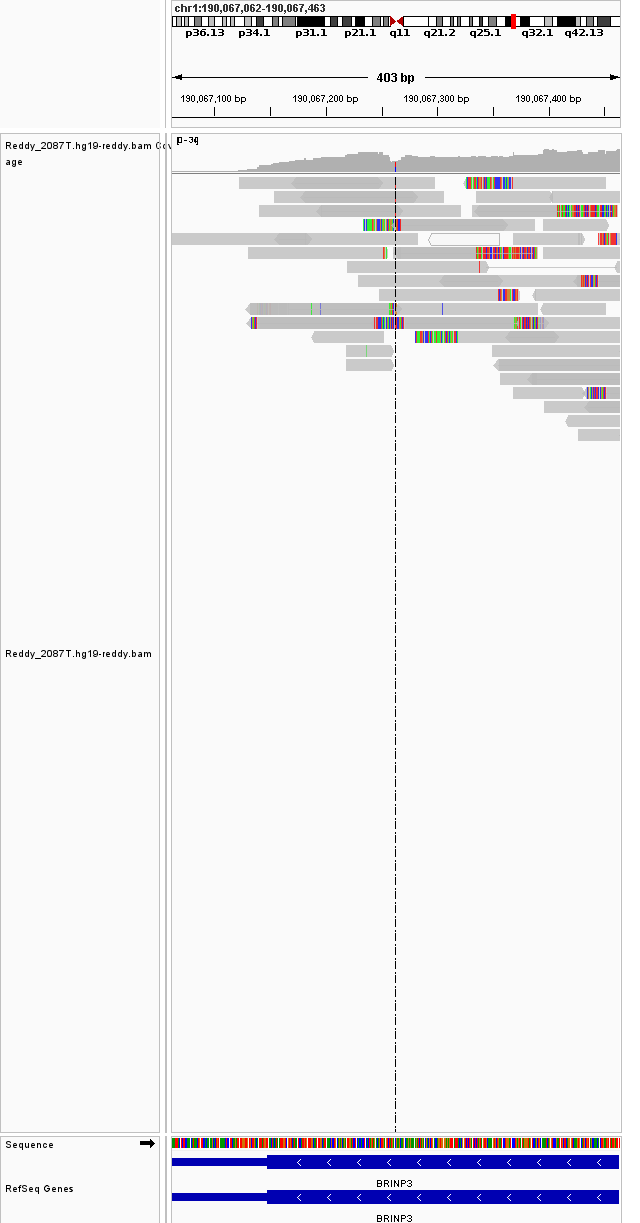 chr1:190,067,062-190,067,463
p36.13 p34.1 p31.1 p21.1 q11 q21.2 q25.1 q32.1 q42.13
403 bp
190,067,100 bp 190,067,200 bp 190,067,300 bp 190,067,400 bp
Reddy_2087T.hg19-reddy.bam Cov
age
Reddy_2087T.hg19-reddy.bam
Sequence
BRINP3
RefSeq Genes
BRINP3